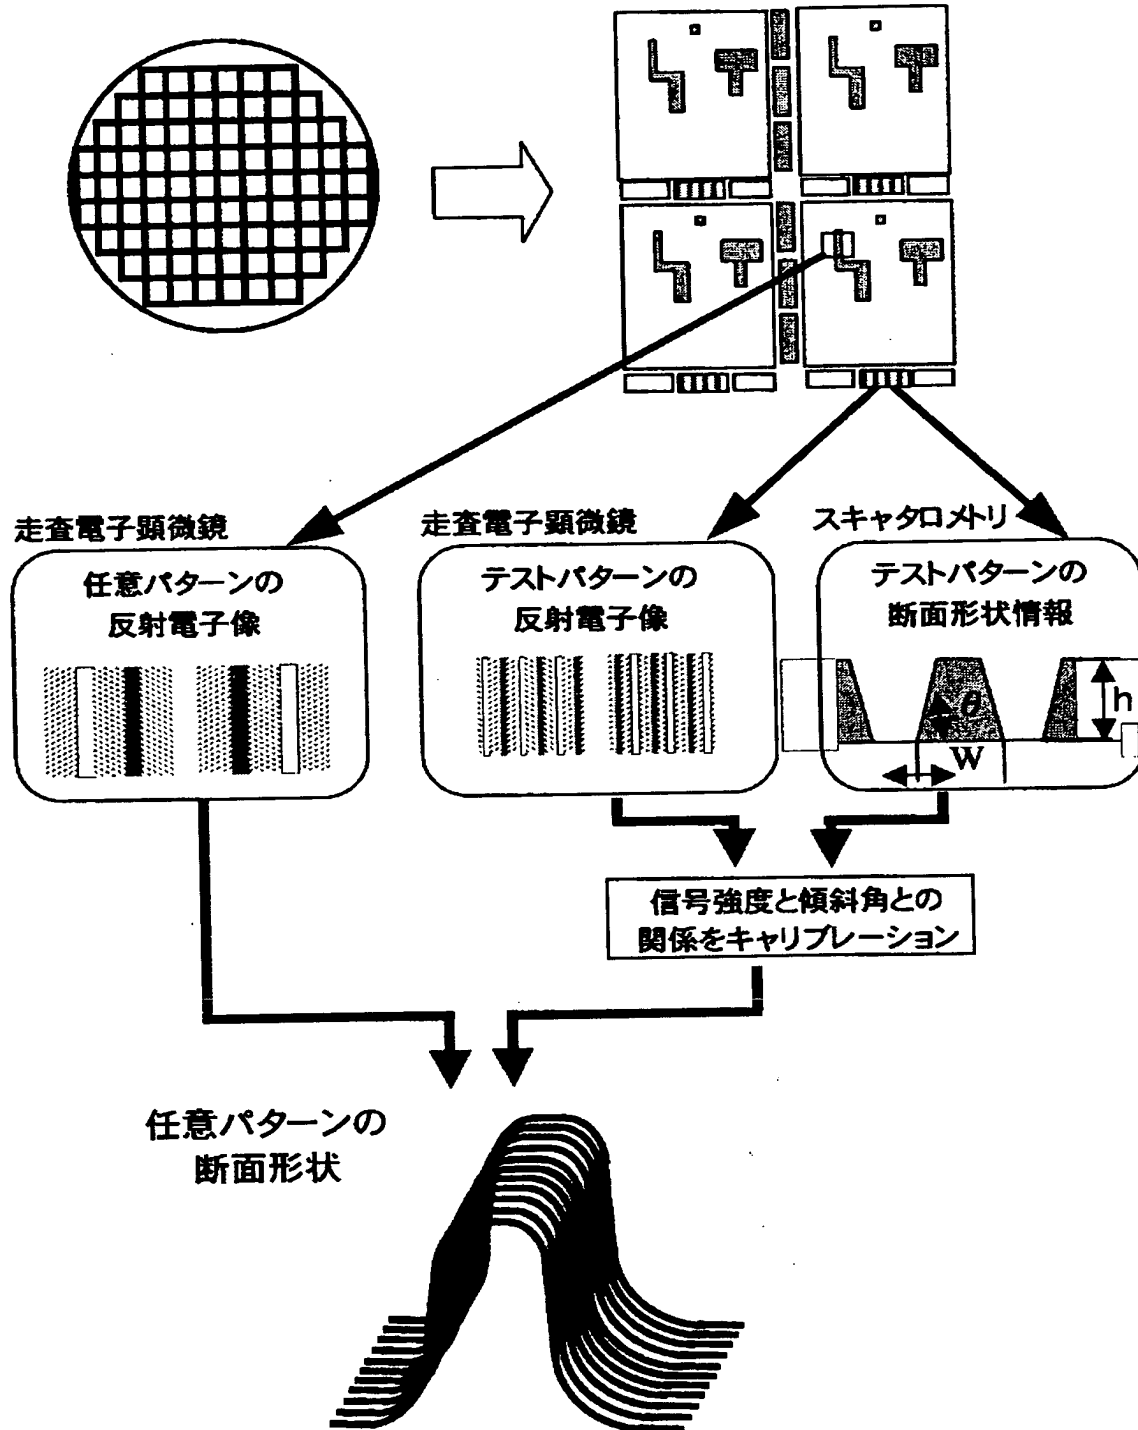 走査電子顕微鏡
任意パターンの
反射電子像
走査電子顕微鏡
テストパターンの
反射電子像
スキャタロメトリ
テストパターンの
断面形状情報
θ
h
W
信号強度と傾斜角との
関係をキャリブレーション
任意パターンの
断面形状